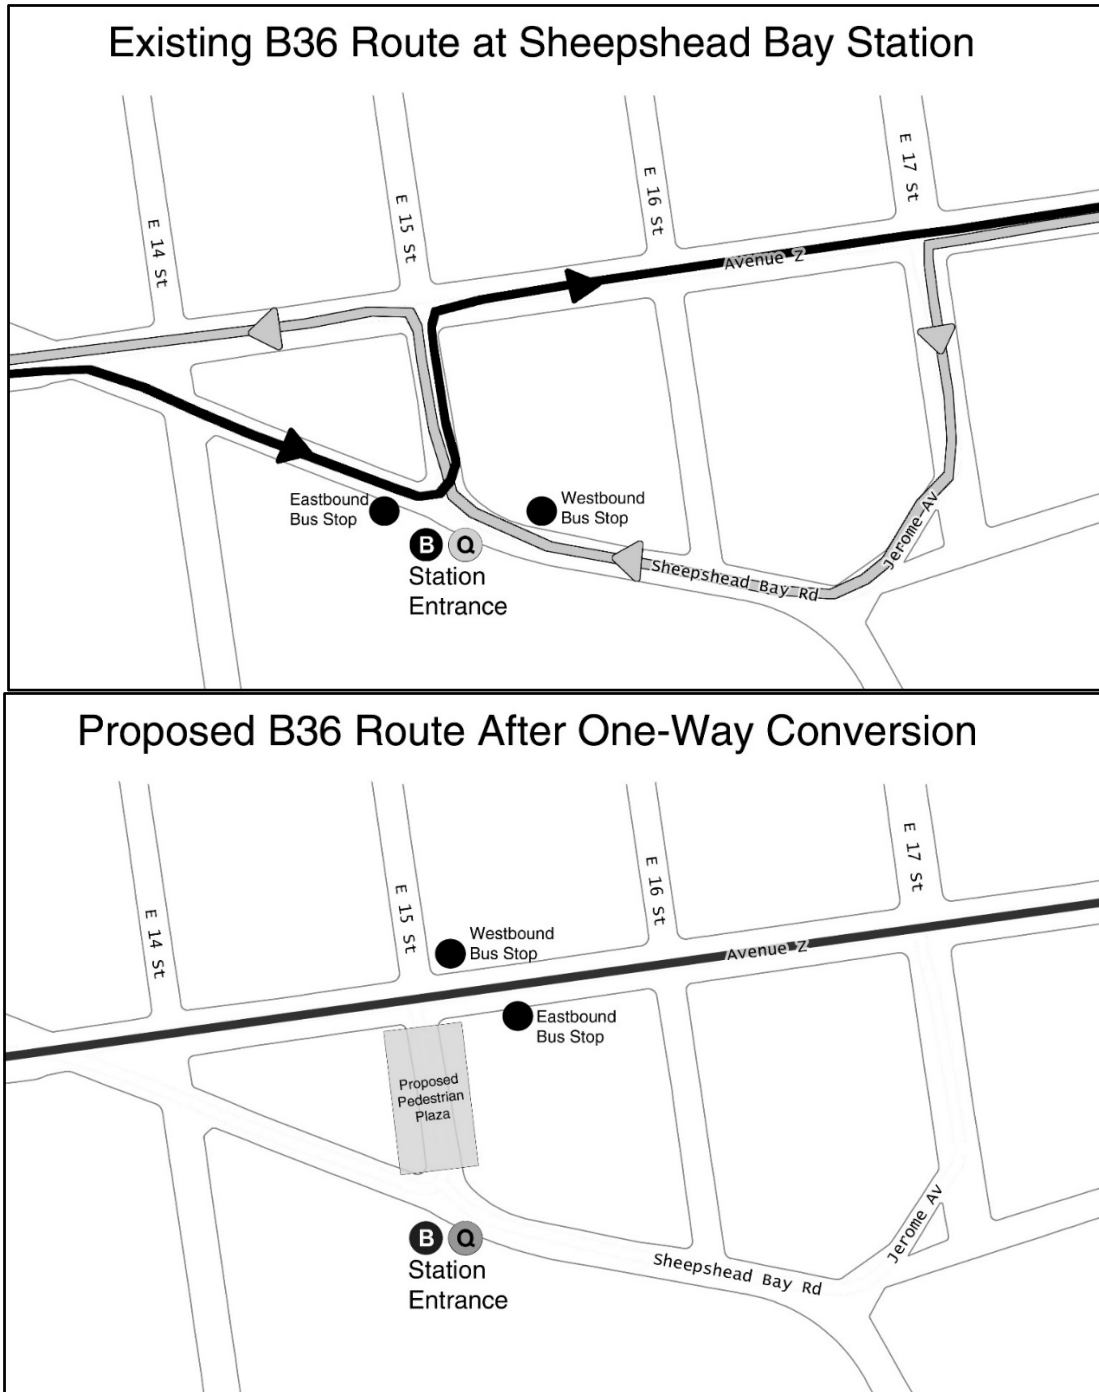 Existing B36 Route at Sheepshead Bay Station
E 14 St
E 15 St
E 16 St
E 17 St
Avenue Z
Eastbound
Bus Stop
Westbound
Bus Stop
B Q
Station
Entrance
Sheepshead Bay Rd
Jerome Av
Proposed B36 Route After One-Way Conversion
E 14 St
E 15 St
E 16 St
E 17 St
Westbound
Bus Stop
Avenue Z
Eastbound
Bus Stop
Proposed
Pedestrian
Plaza
B Q
Station
Entrance
Sheepshead Bay Rd
Jerome Av